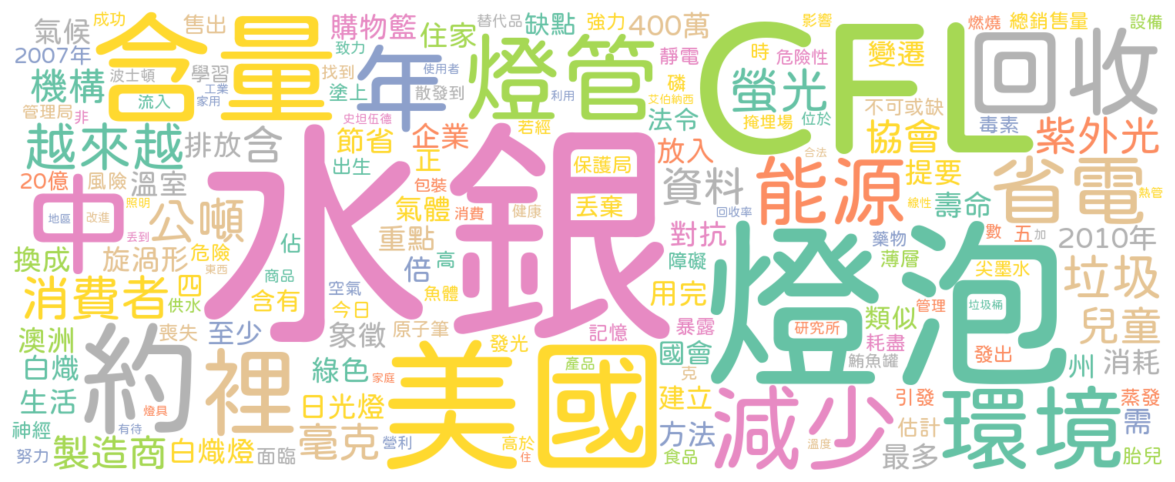 氣候 成功 售出 購物籃 替代品 缺點 強力 400萬 影響 燃燒 總銷售量 設備
2007年 含量 致力 住家 靜電 時 危險性 變遷 回收
機構 波士頓 學習 找到 年 使用者 燈管 磷 CFL 螢光 不可或缺
管理局 非 流入 工業 家用 塗上 散發到 利用 艾伯納西 掩埋場 位於 毒素
越來越 排放 含 史坦伍德 節省 企業 若經 法令 協會 紫外光
20億 風險 溫室 出生 正 包裝 保護局 放入 合法 能源 提要 省電 熱管
中 地區 改進 照明 公噸 水銀 氣體 消費 健康 丟棄 資料 回收率 壽命
換成 丟到 旋渦形 危險 佔 重點 對抗 藥物 數 五 加 2010年
消費者 四 東西 商品 倍 高 障礙 燈泡 薄層 尖墨水 垃圾
供水 含有 空氣 今日 魚體 用完 類似 管理 垃圾桶
澳洲 喪失 至少 象徵 原子筆 記憶 暴露 研究所 耗盡 兒童
白熾 約 裡 發光 國會 鮪魚罐 發出 州 消耗
生活 綠色 家庭 美國 產品 克 減少 引發 環境 蒸發
神經 燈具 日光燈 建立 估計 需
努力 有待 製造商 白熾燈 面臨 毫克 營利 高於 住 方法 食品 溫度 最多 胎兒